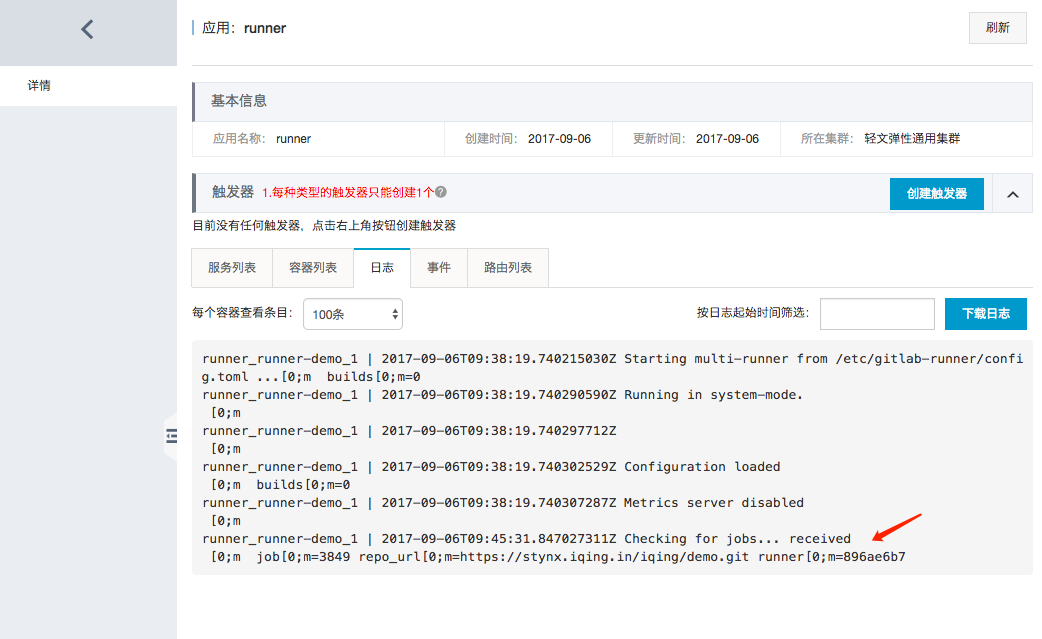 应用：runner
刷新
详情
基本信息
应用名称： runner
创建时间： 2017-09-06
更新时间： 2017-09-06
所在集群： 轻文弹性通用集群
触发器 1.每种类型的触发器只能创建1个
创建触发器
目前没有任何触发器，点击右上角按钮创建触发器
服务列表
容器列表
日志
事件
路由列表
每个容器查看条目： 100条
按日志起始时间筛选：
下载日志
runner_runner-demo_1 | 2017-09-06T09:38:19.740215030Z Starting multi-runner from /etc/gitlab-runner/confi
g.toml ...[0;m  builds[0;m=0
runner_runner-demo_1 | 2017-09-06T09:38:19.740290590Z Running in system-mode.
[0;m
runner_runner-demo_1 | 2017-09-06T09:38:19.740297712Z
[0;m
runner_runner-demo_1 | 2017-09-06T09:38:19.740302529Z Configuration loaded
[0;m  builds[0;m=0
runner_runner-demo_1 | 2017-09-06T09:38:19.740307287Z Metrics server disabled
[0;m
runner_runner-demo_1 | 2017-09-06T09:45:31.847027311Z Checking for jobs... received
[0;m  job[0;m=3849 repo_url[0;m=https://stynx.iqing.in/iqing/demo.git runner[0;m=896ae6b7